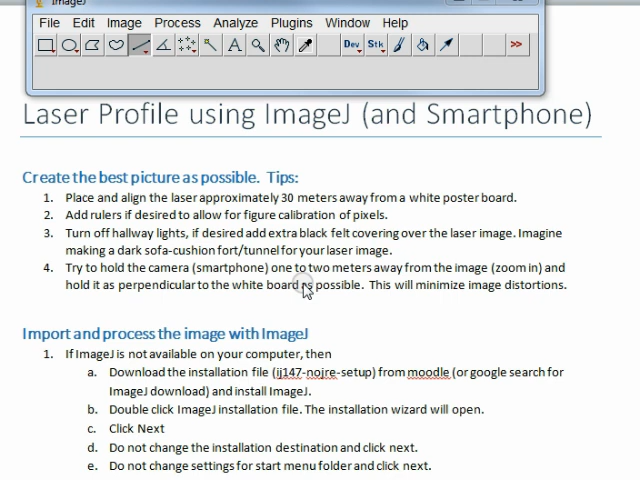 ImageJ
File Edit Image Process Analyze Plugins Window Help
A Dev Stk >>
Laser Profile using ImageJ (and Smartphone)
Create the best picture as possible. Tips:
1. Place and align the laser approximately 30 meters away from a white poster board.
2. Add rulers if desired to allow for figure calibration of pixels.
3. Turn off hallway lights, if desired add extra black felt covering over the laser image. Imagine
making a dark sofa-cushion fort/tunnel for your laser image.
4. Try to hold the camera (smartphone) one to two meters away from the image (zoom in) and
hold it as perpendicular to the white board as possible. This will minimize image distortions.
Import and process the image with ImageJ
1. If ImageJ is not available on your computer, then
a. Download the installation file (ij147-nojre-setup) from moodle (or google search for
ImageJ download) and install ImageJ.
b. Double click ImageJ installation file. The installation wizard will open.
c. Click Next
d. Do not change the installation destination and click next.
e. Do not change settings for start menu folder and click next.